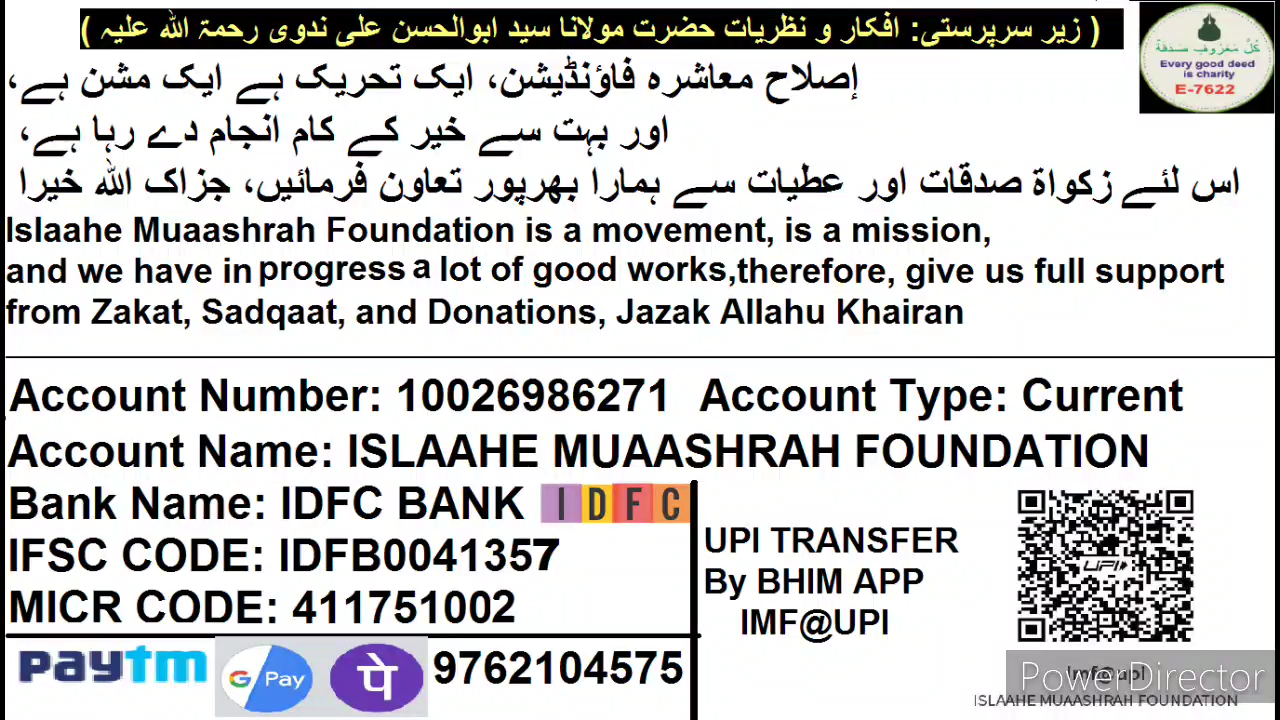 ( زیر سرپرستی: افکار و نظریات حضرت مولانا سید ابوالحسن علی ندوی رحمۃ اللہ علیہ )
كُلُّ مَعْرُوفٍ صَدَقَةٌ
Every good deed
is charity
E-7622
إصلاح معاشرہ فاؤنڈیشن، ایک تحریک ہے ایک مشن ہے،
اور بہت سے خیر کے کام انجام دے رہا ہے،
اس لئے زکواۃ صدقات اور عطیات سے ہمارا بھرپور تعاون فرمائیں، جزاک اللہ خیرا
Islaahe Muaashrah Foundation is a movement, is a mission,
and we have in progress a lot of good works,therefore, give us full support
from Zakat, Sadqaat, and Donations, Jazak Allahu Khairan
Account Number: 10026986271 Account Type: Current
Account Name: ISLAAHE MUAASHRAH FOUNDATION
Bank Name: IDFC BANK IDFC
IFSC CODE: IDFB0041357
MICR CODE: 411751002
UPI TRANSFER
By BHIM APP
IMF@UPI
UPI
paytm G Pay पे 9762104575
imf@upi
PowerDirector
ISLAAHE MUAASHRAH FOUNDATION